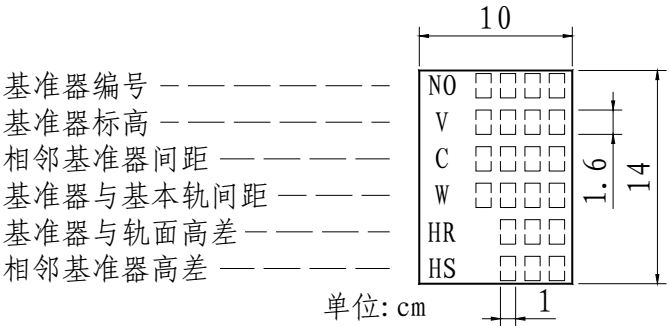 10
基准器编号 NO
基准器标高 V
相邻基准器间距 C
基准器与基本轨间距 W
基准器与轨面高差 HR
相邻基准器高差 HS
1.6
14
单位:cm
1